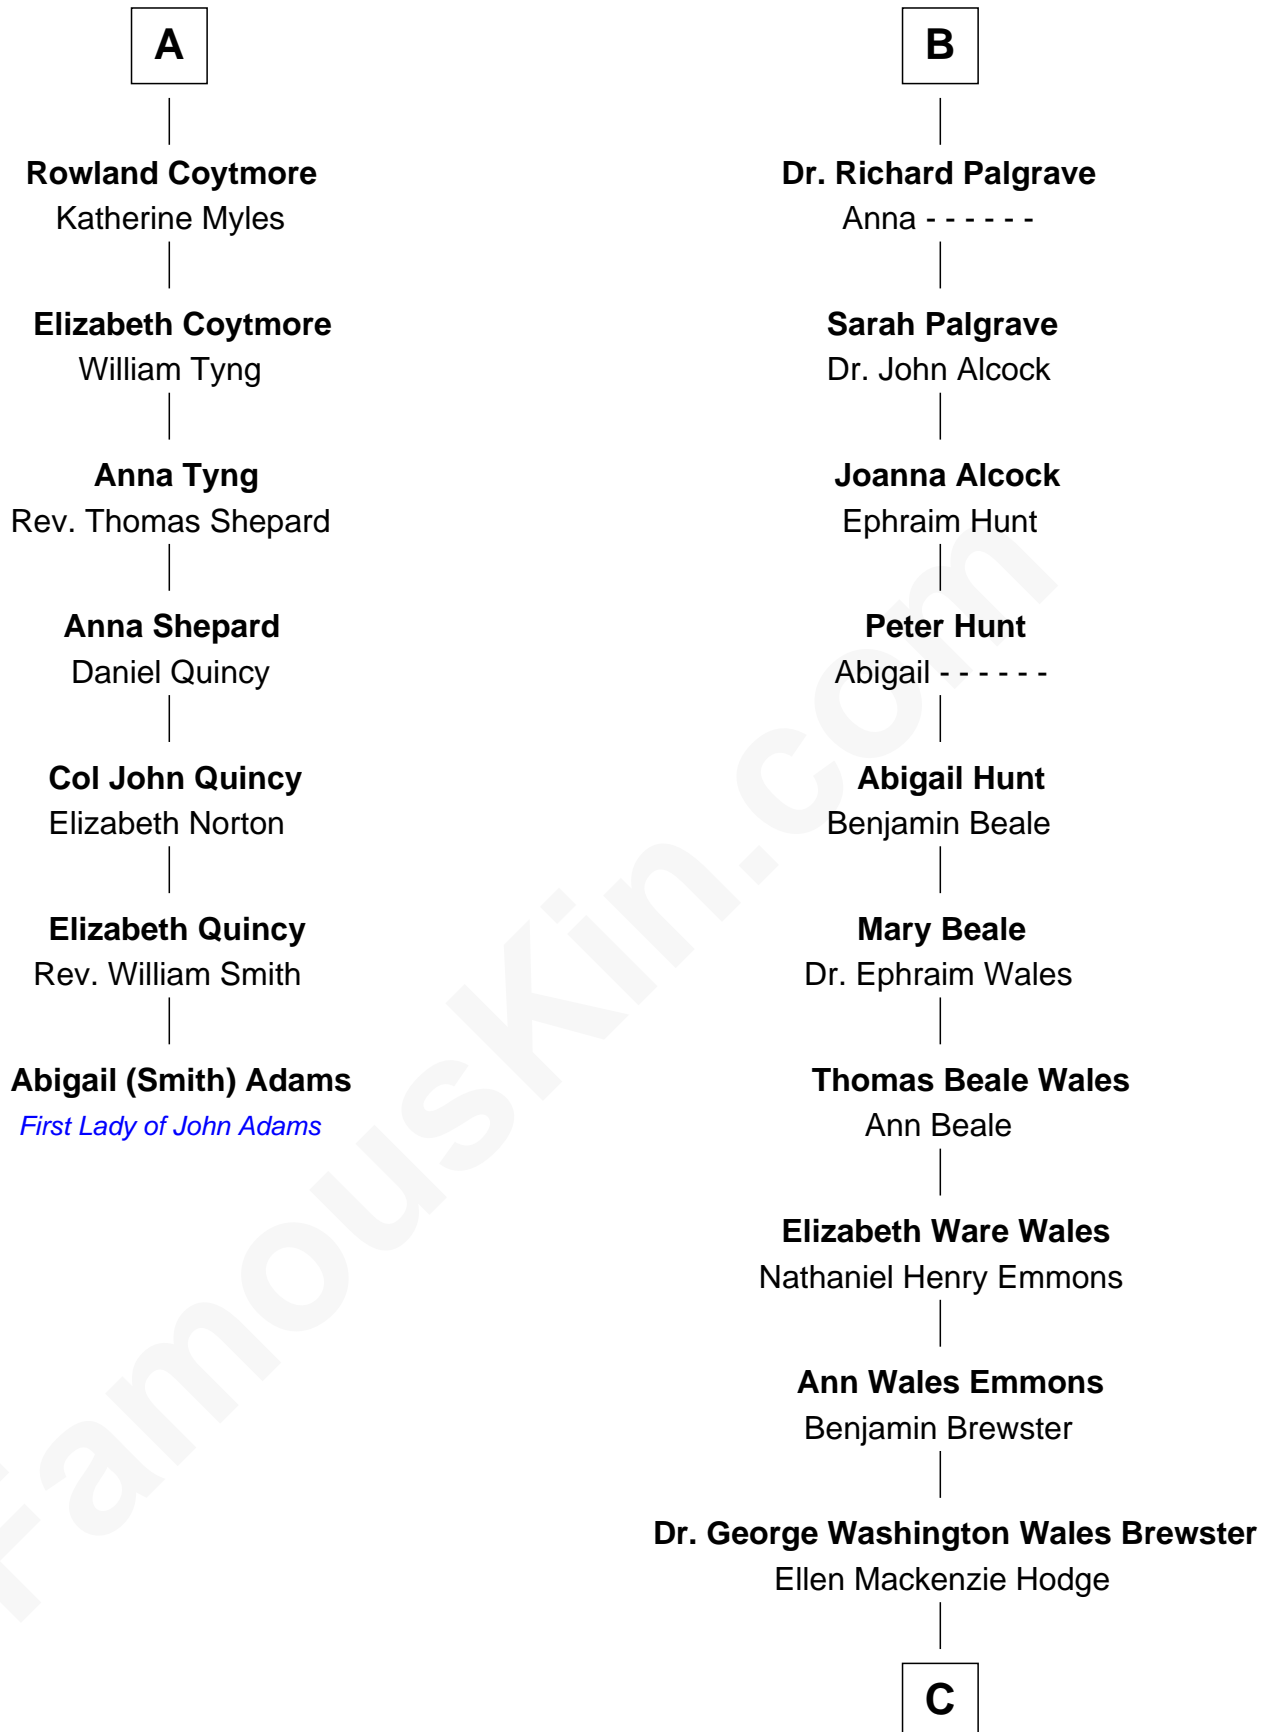 A
Rowland Coytmore
Katherine Myles
Elizabeth Coytmore
William Tyng
Anna Tyng
Rev. Thomas Shepard
Anna Shepard
Daniel Quincy
Col John Quincy
Elizabeth Norton
Elizabeth Quincy
Rev. William Smith
Abigail (Smith) Adams
First Lady of John Adams
B
Dr. Richard Palgrave
Anna - - - - - -
Sarah Palgrave
Dr. John Alcock
Joanna Alcock
Ephraim Hunt
Peter Hunt
Abigail - - - - - -
Abigail Hunt
Benjamin Beale
Mary Beale
Dr. Ephraim Wales
Thomas Beale Wales
Ann Beale
Elizabeth Ware Wales
Nathaniel Henry Emmons
Ann Wales Emmons
Benjamin Brewster
Dr. George Washington Wales Brewster
Ellen Mackenzie Hodge
C
FamousKin.com